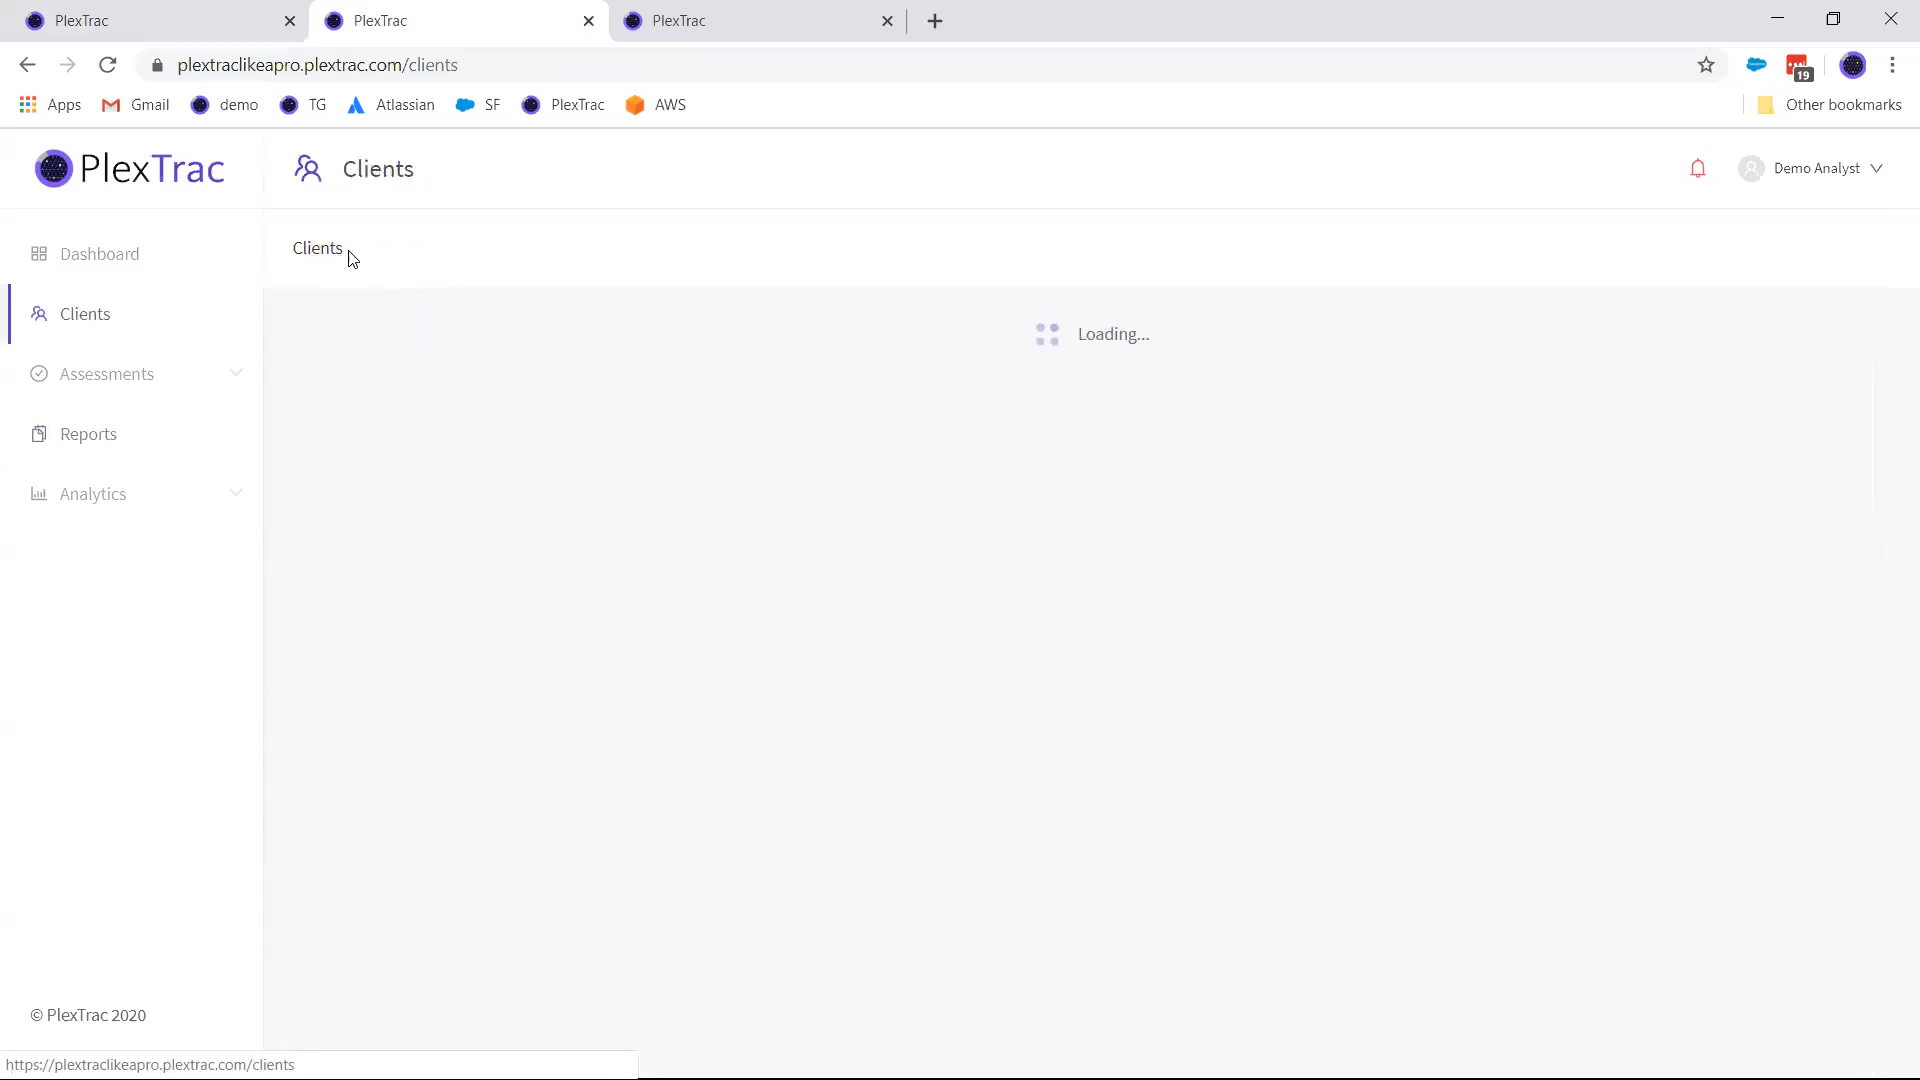 PlexTrac
PlexTrac
PlexTrac
plextraclikeapro.plextrac.com/clients
19
Apps
Gmail
demo
TG
Atlassian
SF
PlexTrac
AWS
Other bookmarks
PlexTrac
Clients
Demo Analyst
Dashboard
Clients
Clients
Loading...
Assessments
Reports
Analytics
© PlexTrac 2020
https://plextraclikeapro.plextrac.com/clients